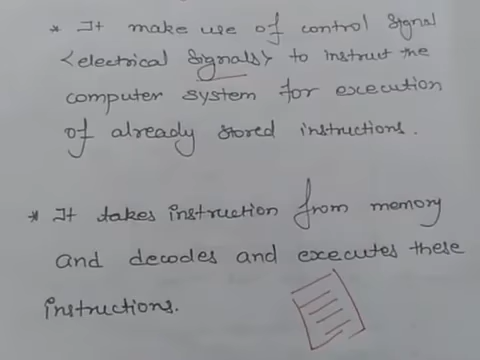 * It make use of control signal
<electrical signals> to instruct the
computer system for execution
of already stored instructions.
* It takes instruction from memory
and decodes and executes these
instructions.